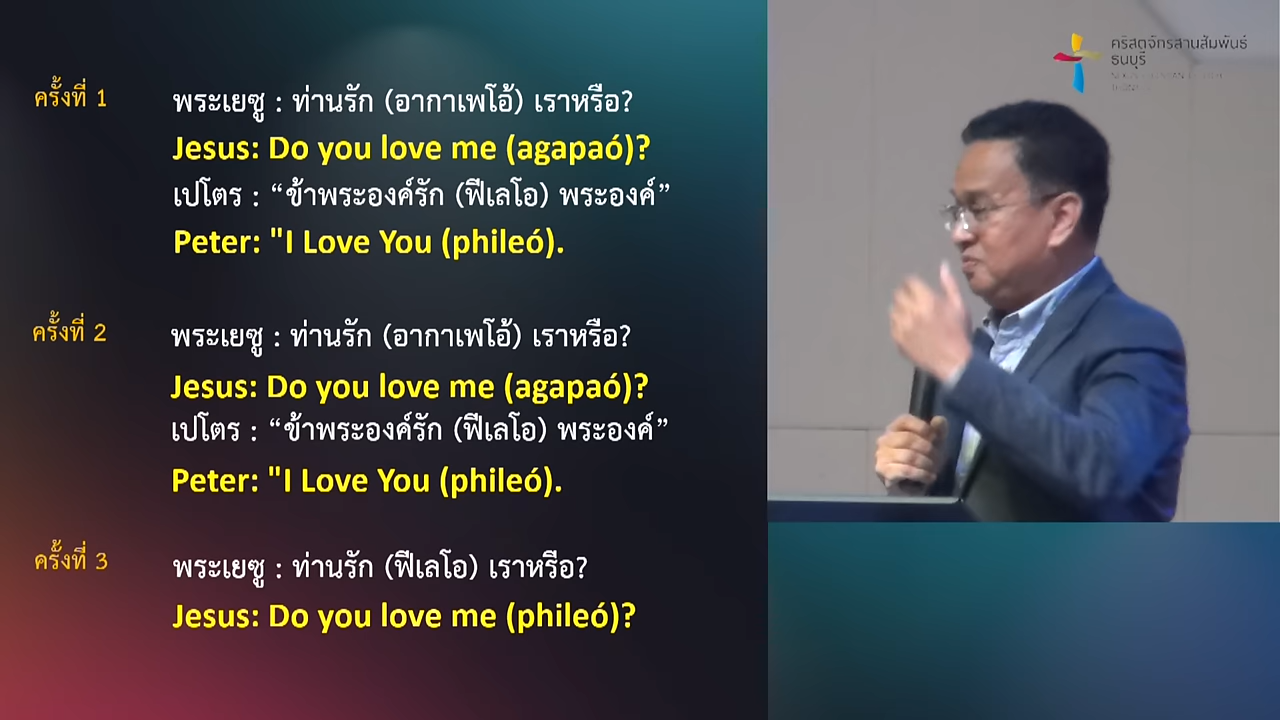 ครั้งที่ 1
พระเยซู : ท่านรัก (อากาเพโอ้) เราหรือ?
Jesus: Do you love me (agapaó)?
เปโตร : “ข้าพระองค์รัก (ฟีเลโอ) พระองค์”
Peter: "I Love You (phileó).
ครั้งที่ 2
พระเยซู : ท่านรัก (อากาเพโอ้) เราหรือ?
Jesus: Do you love me (agapaó)?
เปโตร : “ข้าพระองค์รัก (ฟีเลโอ) พระองค์”
Peter: "I Love You (phileó).
ครั้งที่ 3
พระเยซู : ท่านรัก (ฟีเลโอ) เราหรือ?
Jesus: Do you love me (phileó)?
คริสตจักรสานสัมพันธ์
ธนบุรี